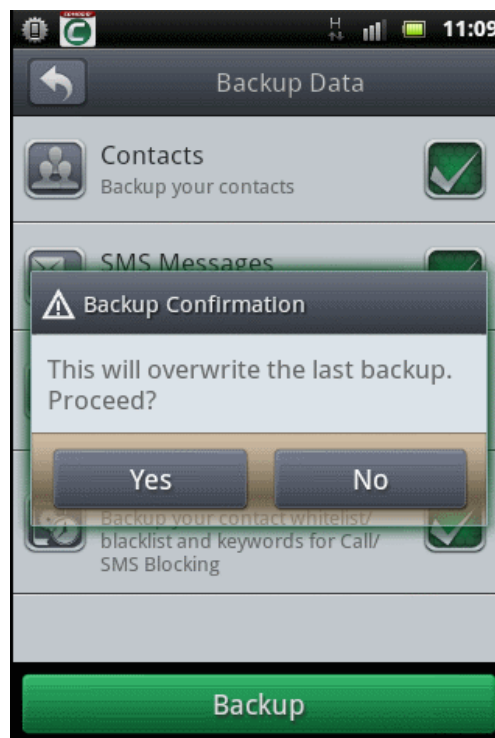 H
11:09
Backup Data
Contacts
Backup your contacts
SMS Messages
Backup Confirmation
This will overwrite the last backup.
Proceed?
Yes
No
Backup your contact whitelist/
blacklist and keywords for Call/
SMS Blocking
Backup